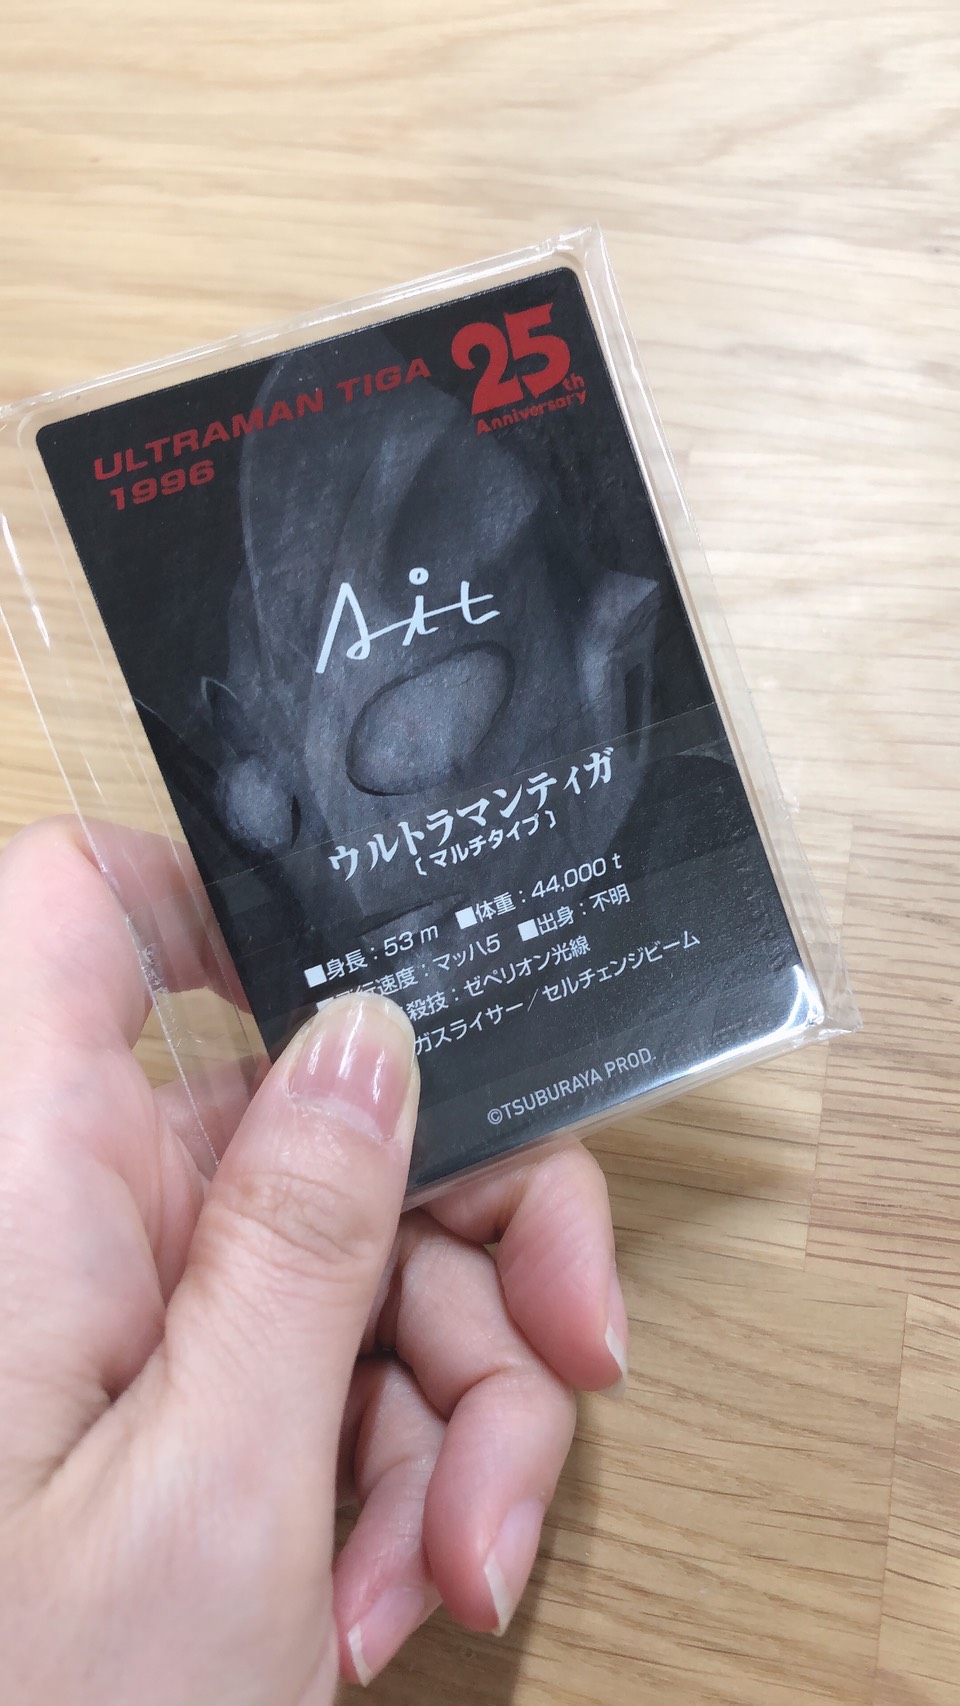 ULTRAMAN TIGA
1996
25th
Anniversary
Ait
ウルトラマンティガ
〔マルチタイプ〕
■身長：53 m ■体重：44,000 t
行速度：マッハ5 ■出身：不明
殺技：ゼペリオン光線
ガスライサー／セルチェンジビーム
©TSUBURAYA PROD.